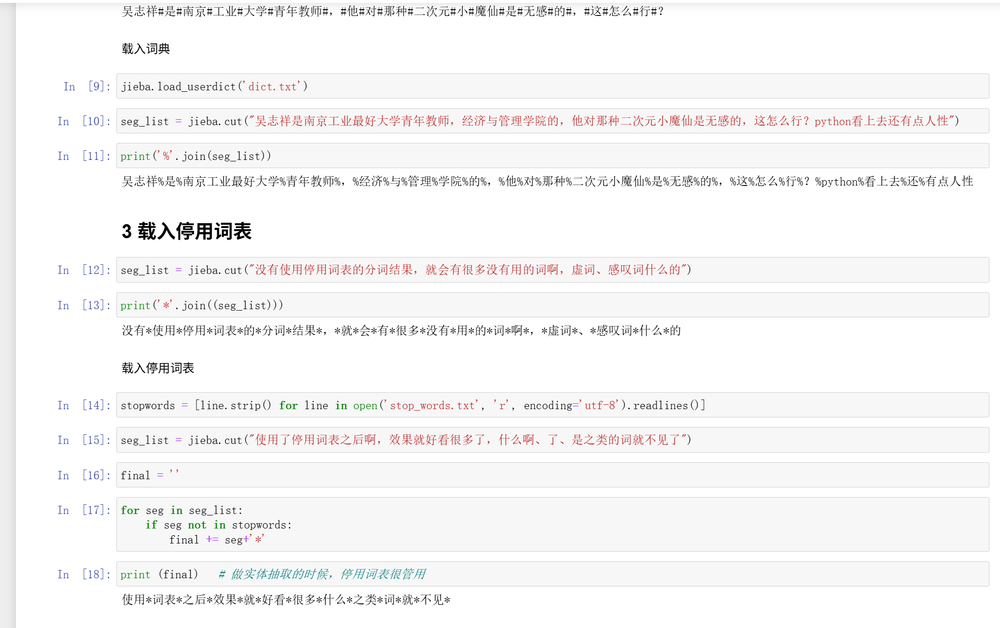 吴志祥#是#南京#工业#大学#青年教师#，#他#对#那种#二次元#小#魔仙#是#无感#的#，#这#怎么#行#？
载入词典
In [9]: jieba.load_userdict('dict.txt')
In [10]: seg_list = jieba.cut("吴志祥是南京工业最好大学青年教师，经济与管理学院的，他对那种二次元小魔仙是无感的，这怎么行？python看上去还有点人性")
In [11]: print('%'.join(seg_list))
吴志祥%是%南京工业最好大学%青年教师%，%经济%与%管理%学院%的%，%他%对%那种%二次元小魔仙%是%无感%的%，%这%怎么%行%？%python%看上去%还%有点人性
3 载入停用词表
In [12]: seg_list = jieba.cut("没有使用停用词表的分词结果，就会有很多没有用的词啊，虚词、感叹词什么的")
In [13]: print('*'.join((seg_list)))
没有*使用*停用*词表*的*分词*结果*，*就*会*有*很多*没有*用*的*词*啊*，*虚词*、*感叹词*什么*的
载入停用词表
In [14]: stopwords = [line.strip() for line in open('stop_words.txt', 'r', encoding='utf-8').readlines()]
In [15]: seg_list = jieba.cut("使用了停用词表之后啊，效果就好看很多了，什么啊、了、是之类的词就不见了")
In [16]: final = ''
In [17]: for seg in seg_list:
    if seg not in stopwords:
        final += seg+'*'
In [18]: print (final)   # 做实体抽取的时候，停用词表很管用
使用*词表*之后*效果*就*好看*很多*什么*之类*词*就*不见*